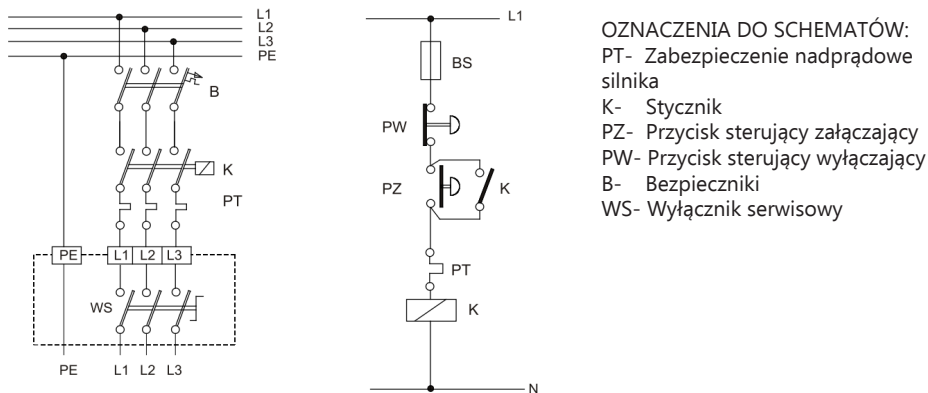 L1
L2
L3
PE
B
K
PT
PE L1 L2 L3
WS
PE L1 L2 L3
L1
BS
PW
PZ K
PT
K
N
OZNACZENIA DO SCHEMATÓW:
PT- Zabezpieczenie nadprądowe
silnika
K- Stycznik
PZ- Przycisk sterujący załączający
PW- Przycisk sterujący wyłączający
B- Bezpieczniki
WS- Wyłącznik serwisowy